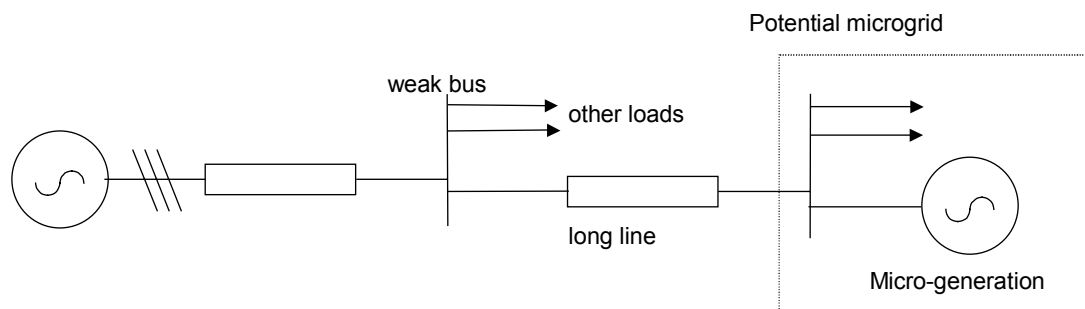 Potential microgrid
weak bus
other loads
long line
Micro-generation